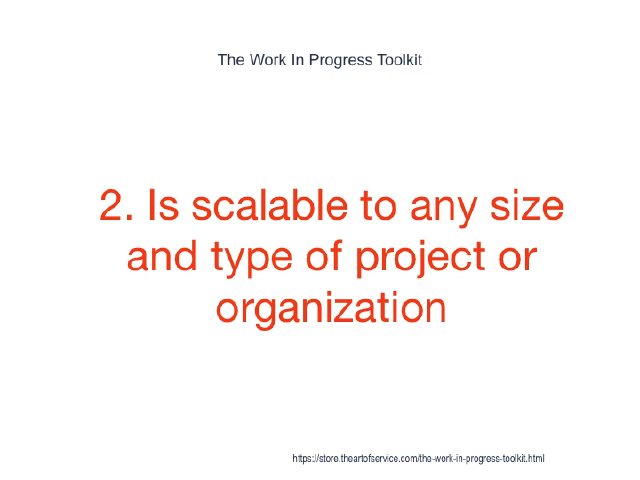 The Work In Progress Toolkit
2. Is scalable to any size
and type of project or
organization
https://store.theartofservice.com/the-work-in-progress-toolkit.html